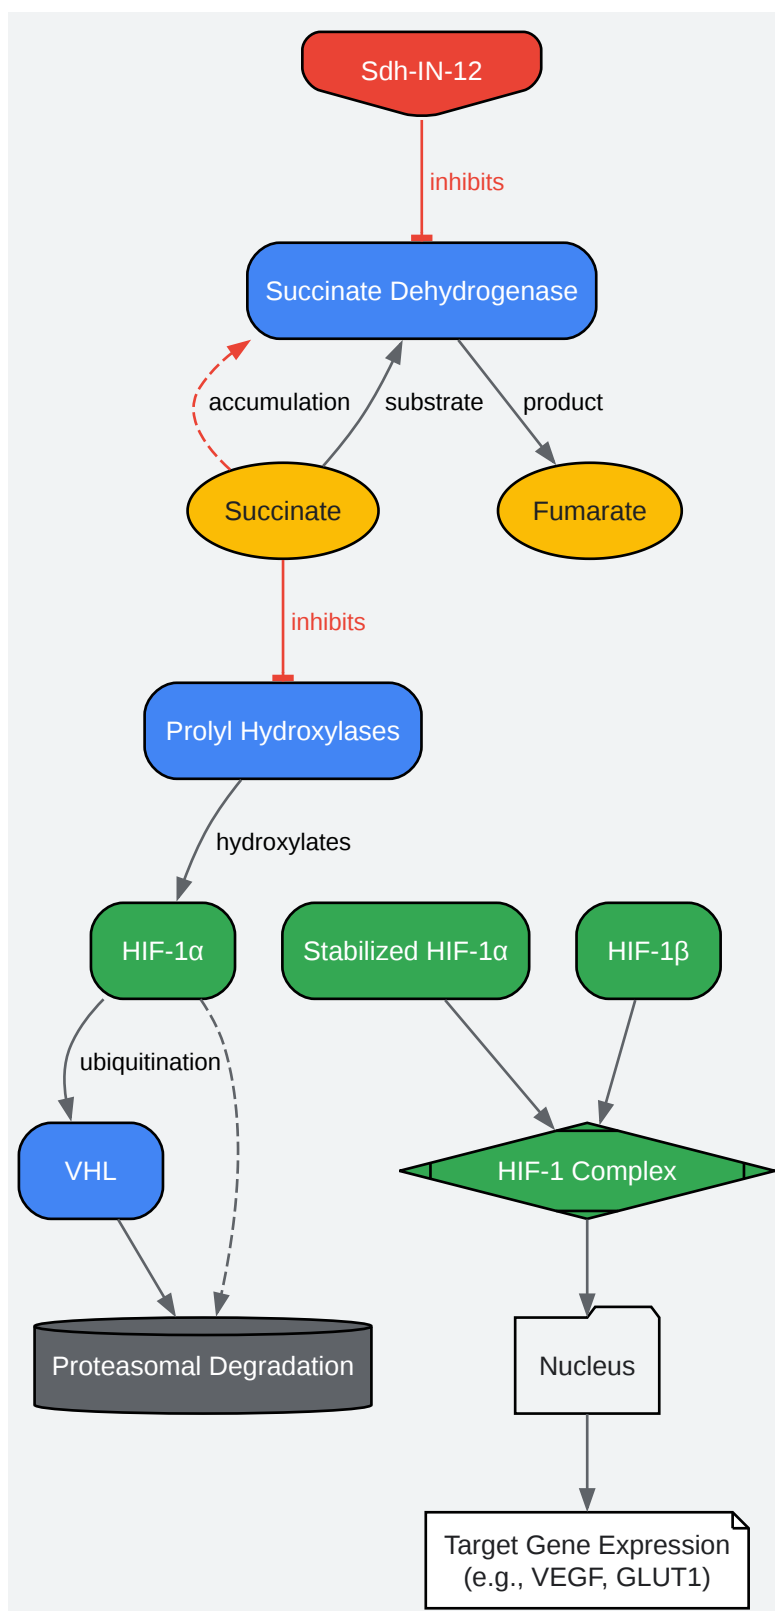 Sdh-IN-12
inhibits
Succinate Dehydrogenase
accumulation
substrate
product
Succinate
Fumarate
inhibits
Prolyl Hydroxylases
hydroxylates
HIF-1α
Stabilized HIF-1α
HIF-1β
ubiquitination
VHL
HIF-1 Complex
Proteasomal Degradation
Nucleus
Target Gene Expression
(e.g., VEGF, GLUT1)